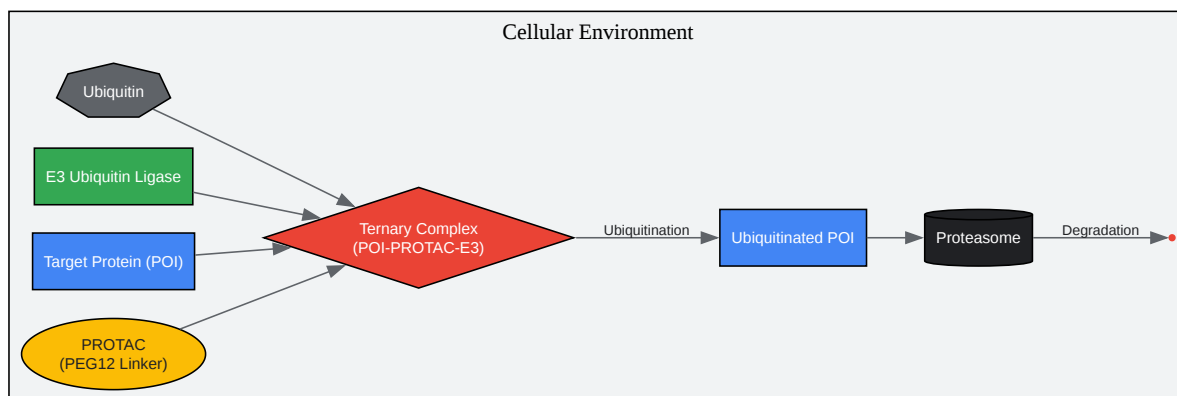 Cellular Environment
Ubiquitin
E3 Ubiquitin Ligase
Target Protein (POI)
PROTAC
(PEG12 Linker)
Ternary Complex
(POI-PROTAC-E3)
Ubiquitination
Ubiquitinated POI
Proteasome
Degradation